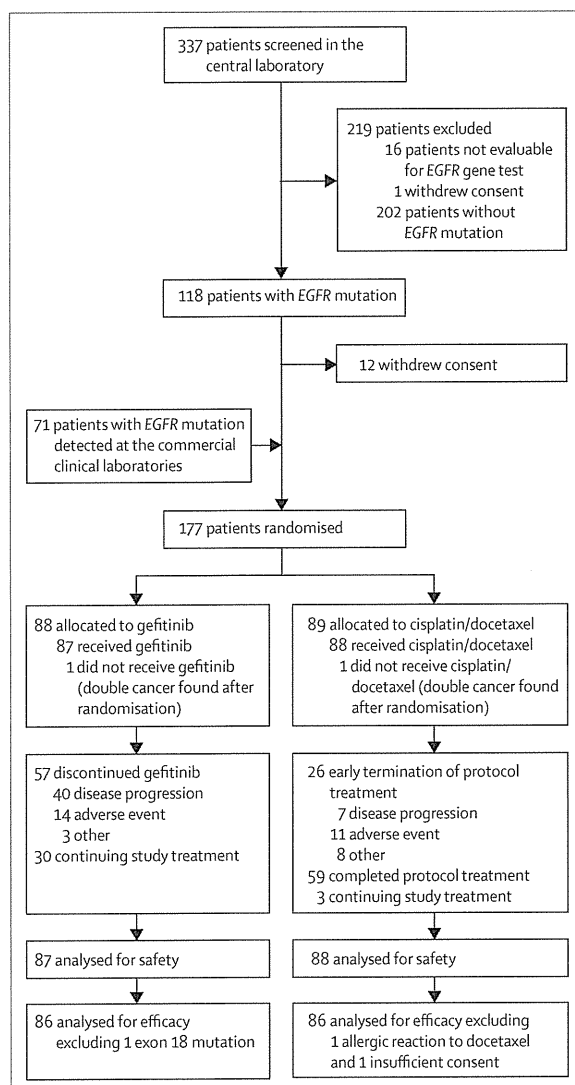 337 patients screened in the
central laboratory
219 patients excluded
16 patients not evaluable
for EGFR gene test
1 withdrew consent
202 patients without
EGFR mutation
118 patients with EGFR mutation
12 withdrew consent
71 patients with EGFR mutation
detected at the commercial
clinical laboratories
177 patients randomised
88 allocated to gefitinib
87 received gefitinib
1 did not receive gefitinib
(double cancer found after
randomisation)
89 allocated to cisplatin/docetaxel
88 received cisplatin/docetaxel
1 did not receive cisplatin/
docetaxel (double cancer found
after randomisation)
57 discontinued gefitinib
40 disease progression
14 adverse event
3 other
30 continuing study treatment
26 early termination of protocol
treatment
7 disease progression
11 adverse event
8 other
59 completed protocol treatment
3 continuing study treatment
87 analysed for safety
88 analysed for safety
86 analysed for efficacy
excluding 1 exon 18 mutation
86 analysed for efficacy excluding
1 allergic reaction to docetaxel
and 1 insufficient consent